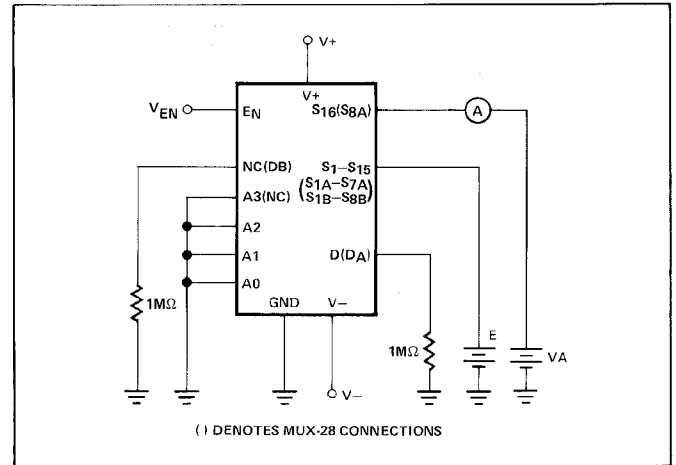 V+
V+
VEN
EN
S16(S8A)
A
NC(DB)
S1–S15
(S1A–S7A
S1B–S8B)
A3(NC)
A2
A1
D(DA)
A0
GND
V−
1MΩ
1MΩ
E
VA
V−
( ) DENOTES MUX-28 CONNECTIONS